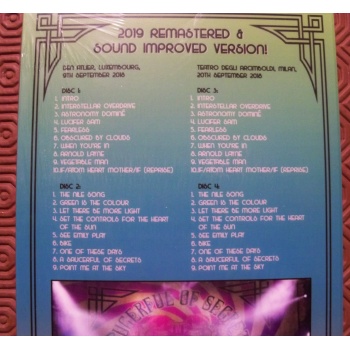 2019 REMASTERED &
SOUND IMPROVED VERSION!
DEN ATELIER, LUXEMBOURG,
9TH SEPTEMBER 2018
DISC 1:
1. INTRO
2. INTERSTELLAR OVERDRIVE
3. ASTRONOMY DOMINÉ
4. LUCIFER SAM
5. FEARLESS
6. OBSCURED BY CLOUDS
7. WHEN YOU'RE IN
8. ARNOLD LAYNE
9. VEGETABLE MAN
10.IF/ATOM HEART MOTHER/IF (REPRISE)
DISC 2:
1. THE NILE SONG
2. GREEN IS THE COLOUR
3. LET THERE BE MORE LIGHT
4. SET THE CONTROLS FOR THE HEART
OF THE SUN
5. SEE EMILY PLAY
6. BIKE
7. ONE OF THESE DAYS
8. A SAUCERFUL OF SECRETS
9. POINT ME AT THE SKY
TEATRO DEGLI ARCIMBOLDI, MILAN,
20TH SEPTEMBER 2018
DISC 3:
1. INTRO
2. INTERSTELLAR OVERDRIVE
3. ASTRONOMY DOMINÉ
4. LUCIFER SAM
5. FEARLESS
6. OBSCURED BY CLOUDS
7. WHEN YOU'RE IN
8. ARNOLD LAYNE
9. VEGETABLE MAN
10.IF/ATOM HEART MOTHER/IF (REPRISE)
DISC 4:
1. THE NILE SONG
2. GREEN IS THE COLOUR
3. LET THERE BE MORE LIGHT
4. SET THE CONTROLS FOR THE HEART
OF THE SUN
5. SEE EMILY PLAY
6. BIKE
7. ONE OF THESE DAYS
8. A SAUCERFUL OF SECRETS
9. POINT ME AT THE SKY
SAUCERFUL OF SECRETS